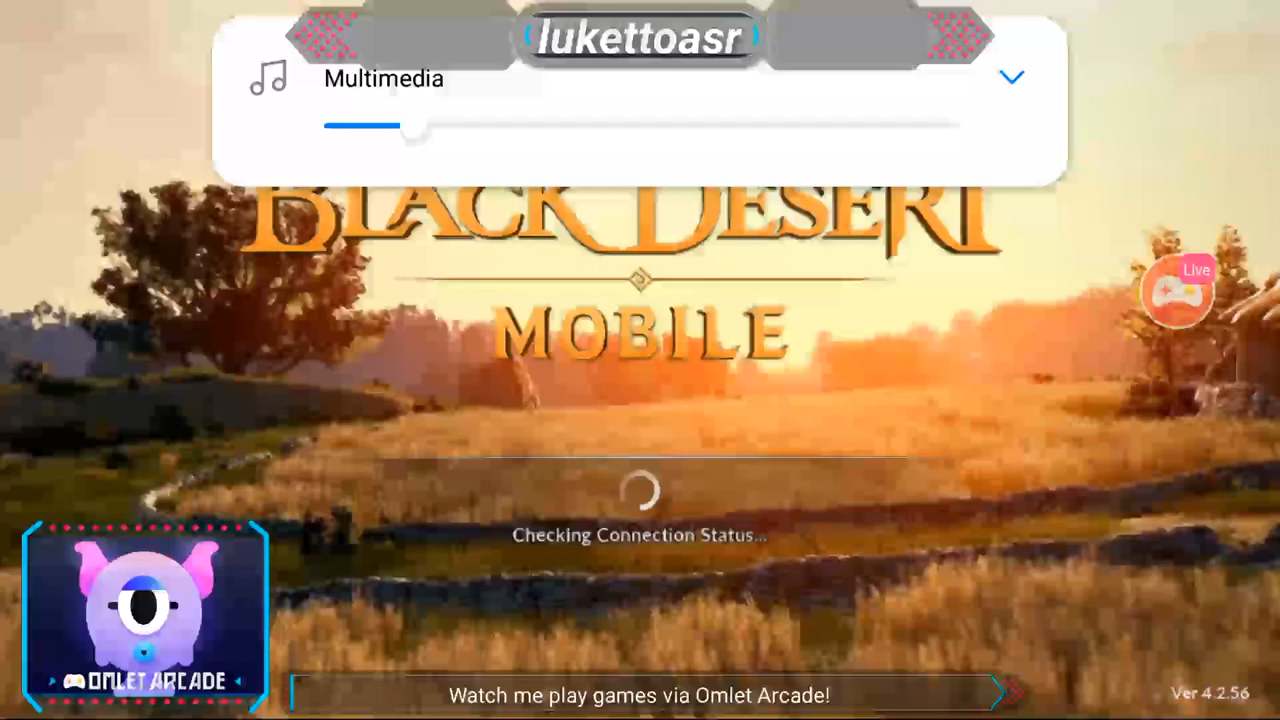 lukettoasr
Multimedia
BLACK DESERT
MOBILE
Live
Checking Connection Status...
OMLET ARCADE
Watch me play games via Omlet Arcade!
Ver 4.2.56